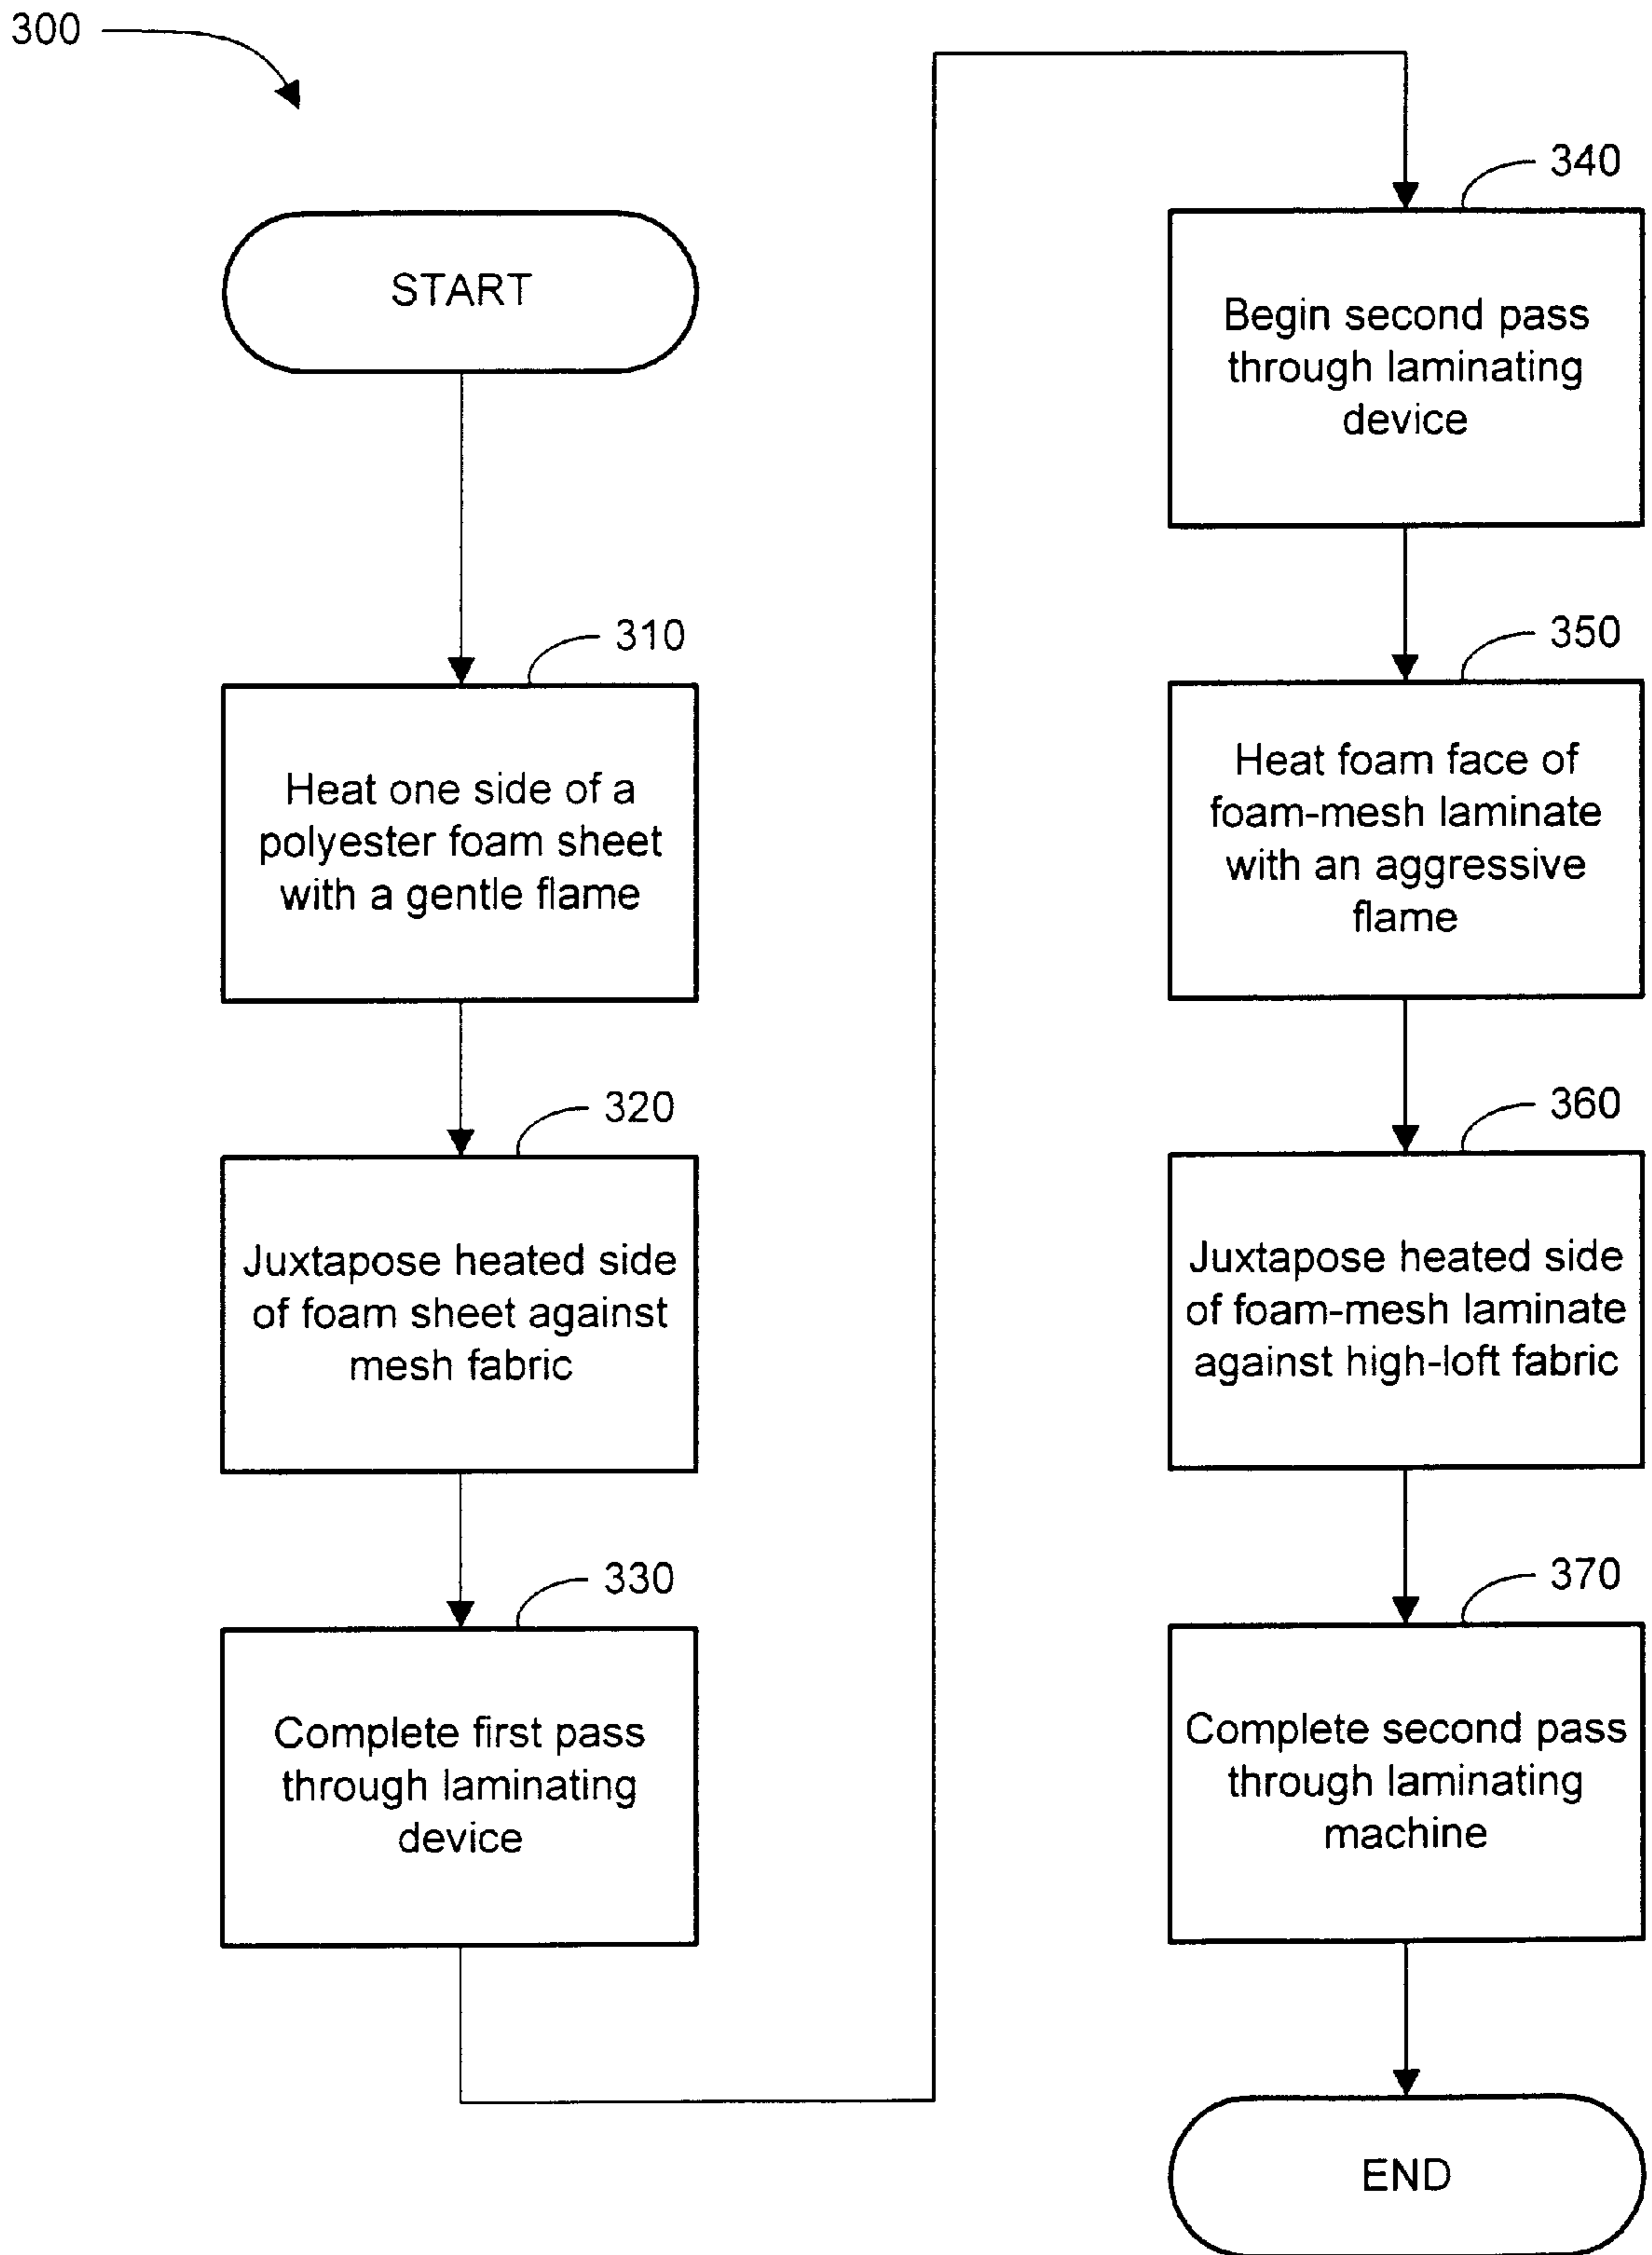 300
START
310
Heat one side of a
polyester foam sheet
with a gentle flame
320
Juxtapose heated side
of foam sheet against
mesh fabric
330
Complete first pass
through laminating
device
340
Begin second pass
through laminating
device
350
Heat foam face of
foam-mesh laminate
with an aggressive
flame
360
Juxtapose heated side
of foam-mesh laminate
against high-loft fabric
370
Complete second pass
through laminating
machine
END